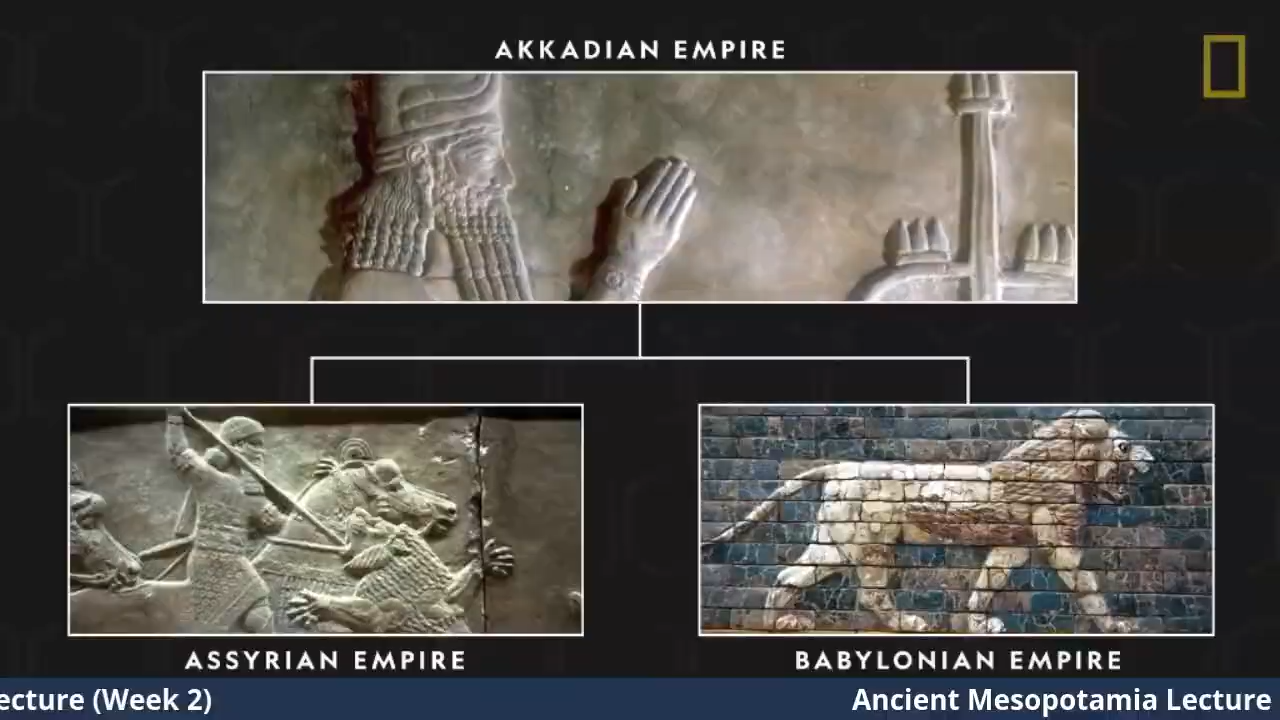 AKKADIAN EMPIRE
ASSYRIAN EMPIRE
BABYLONIAN EMPIRE
ecture (Week 2)
Ancient Mesopotamia Lecture